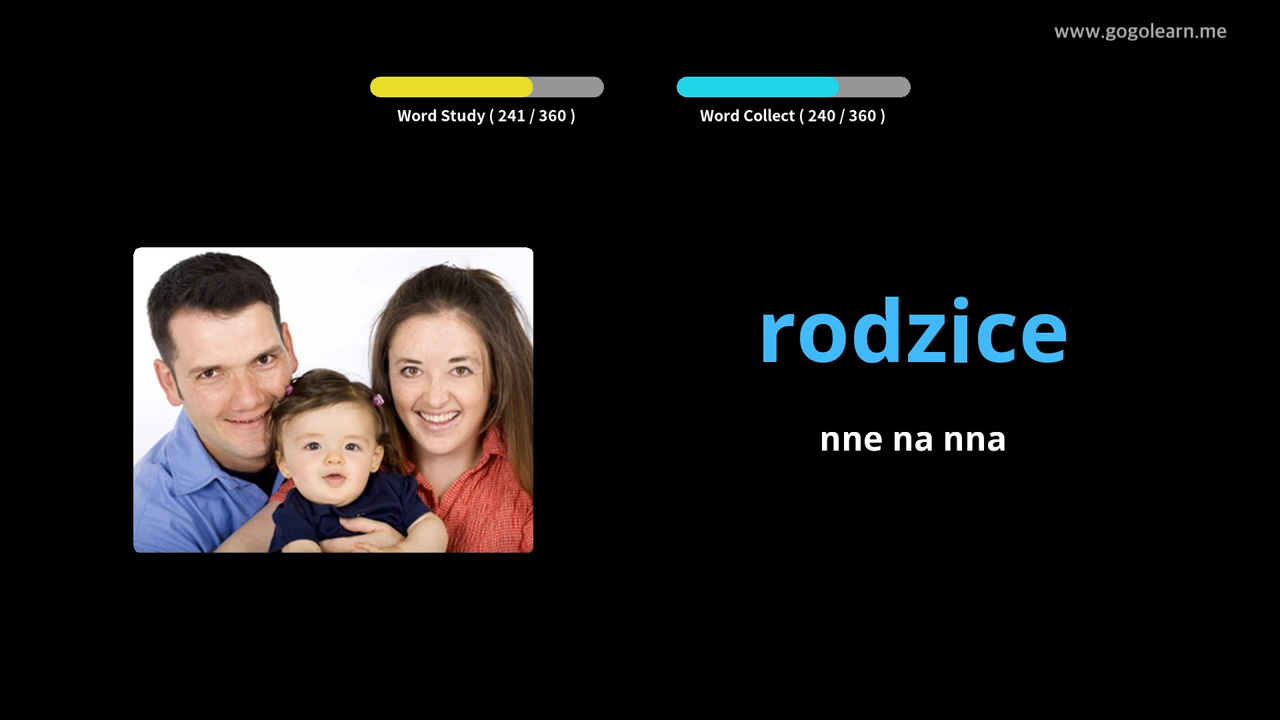 www.gogolearn.me
Word Study ( 241 / 360 )
Word Collect ( 240 / 360 )
rodzice
nne na nna